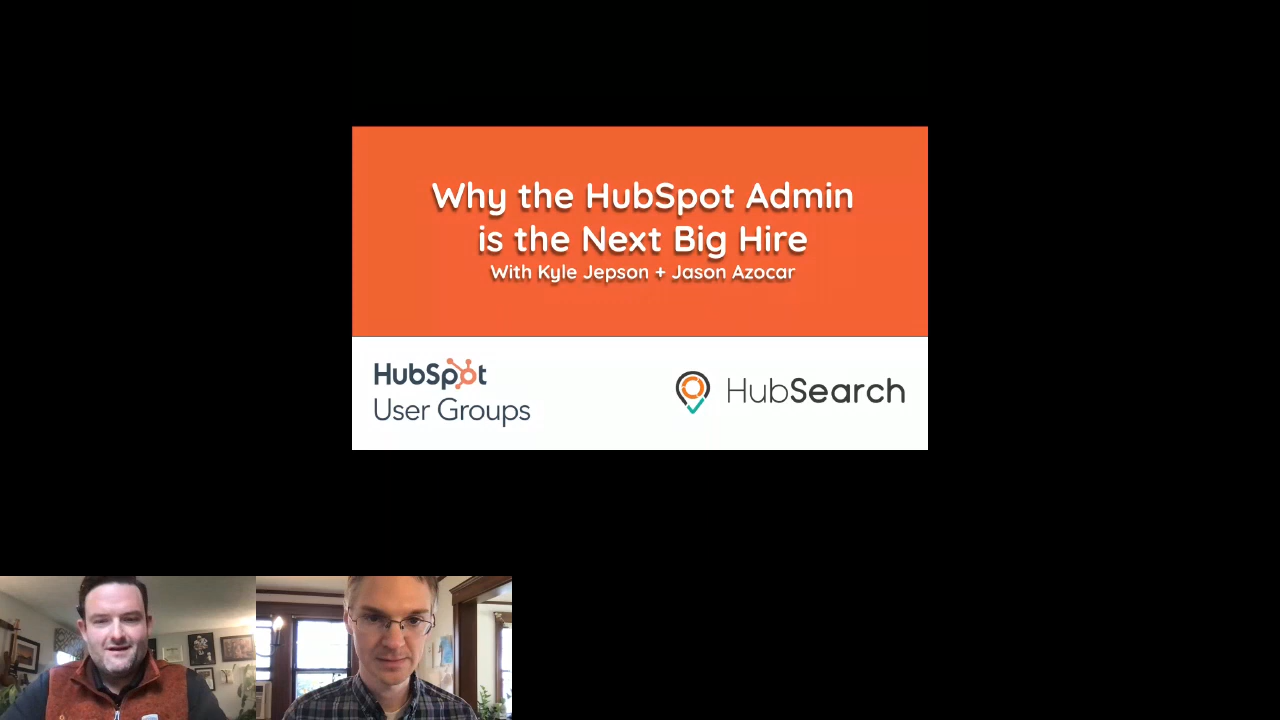 Why the HubSpot Admin
is the Next Big Hire
With Kyle Jepson + Jason Azocar
HubSpot
User Groups
HubSearch